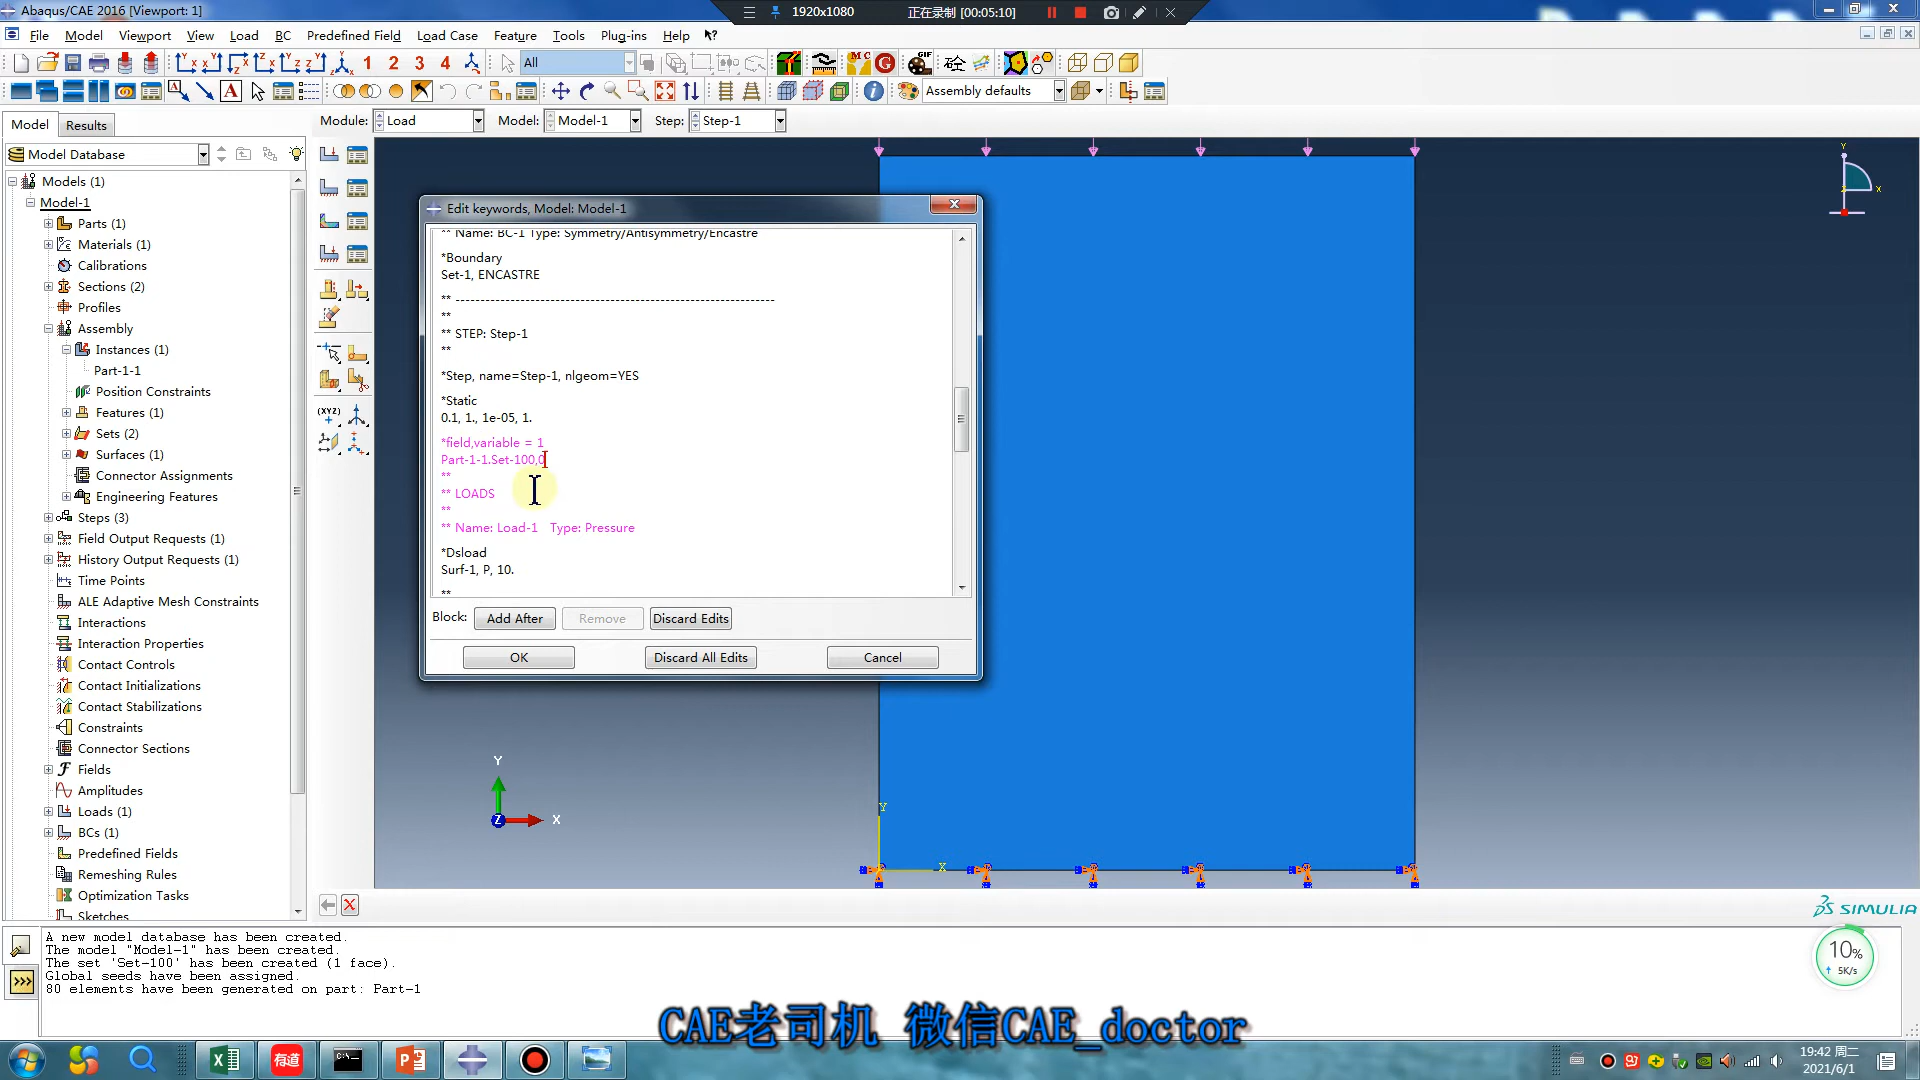 Abaqus/CAE 2016 [Viewport: 1]
1920x1080
正在录制 [00:05:10]
File Model Viewport View Load BC Predefined Field Load Case Feature Tools Plug-ins Help
1 2 3 4
All
GIF
Assembly defaults
Model Results
Module: Load Model: Model-1 Step: Step-1
Model Database
Models (1)
Model-1
Parts (1)
Materials (1)
Calibrations
Sections (2)
Profiles
Assembly
Instances (1)
Part-1-1
Position Constraints
Features (1)
Sets (2)
Surfaces (1)
Connector Assignments
Engineering Features
Steps (3)
Field Output Requests (1)
History Output Requests (1)
Time Points
ALE Adaptive Mesh Constraints
Interactions
Interaction Properties
Contact Controls
Contact Initializations
Contact Stabilizations
Constraints
Connector Sections
Fields
Amplitudes
Loads (1)
BCs (1)
Predefined Fields
Remeshing Rules
Optimization Tasks
Sketches
Edit keywords, Model: Model-1
** Name: BC-1 Type: Symmetry/Antisymmetry/Encastre
*Boundary
Set-1, ENCASTRE
** ----------------------------------------------------------------
**
** STEP: Step-1
**
*Step, name=Step-1, nlgeom=YES
*Static
0.1, 1., 1e-05, 1.
*field,variable = 1
Part-1-1.Set-100,0
**
** LOADS
**
** Name: Load-1   Type: Pressure
*Dsload
Surf-1, P, 10.
**
Block: Add After Remove Discard Edits
OK Discard All Edits Cancel
Y
X
Z
Y
X
Y
X
SIMULIA
A new model database has been created.
The model "Model-1" has been created.
The set 'Set-100' has been created (1 face).
Global seeds have been assigned.
80 elements have been generated on part: Part-1
10%
5K/s
CAE老司机 微信CAE_doctor
19:42 周二
2021/6/1